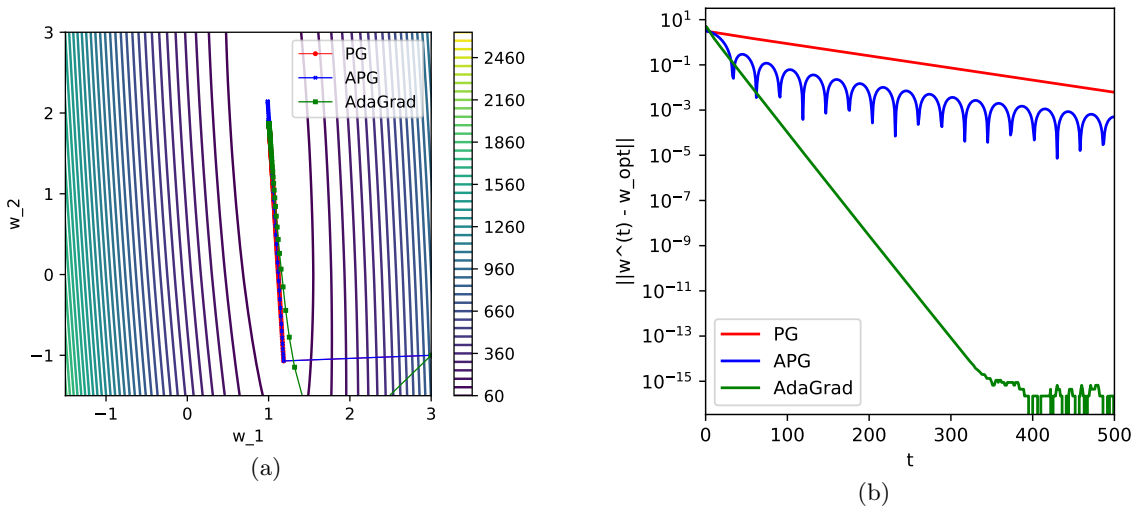 3
2
1
0
−1
w_2
−1
0
1
2
3
w_1
PG
APG
AdaGrad
2460
2160
1860
1560
1260
960
660
360
60
(a)
10^1
10^−1
10^−3
10^−5
10^−9
10^−11
10^−13
10^−15
||w^(t) - w_opt||
PG
APG
AdaGrad
0
100
200
300
400
500
t
(b)